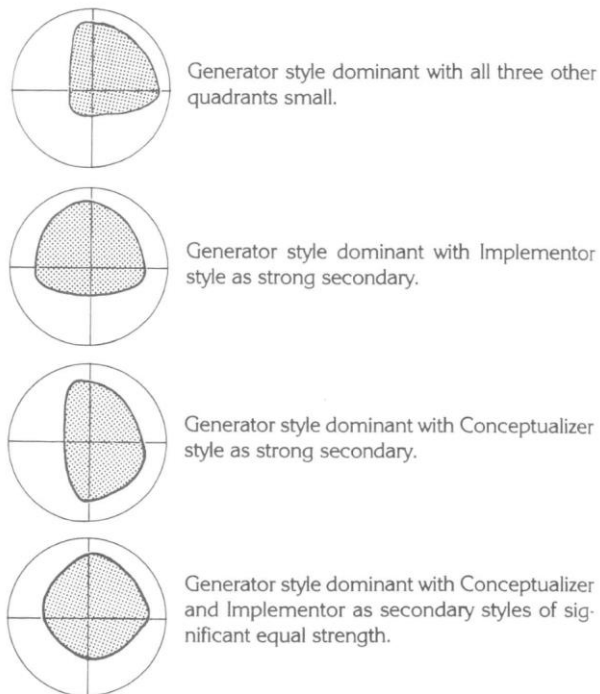 Generator style dominant with all three other
quadrants small.
Generator style dominant with Implementor
style as strong secondary.
Generator style dominant with Conceptualizer
style as strong secondary.
Generator style dominant with Conceptualizer
and Implementor as secondary styles of sig-
nificant equal strength.